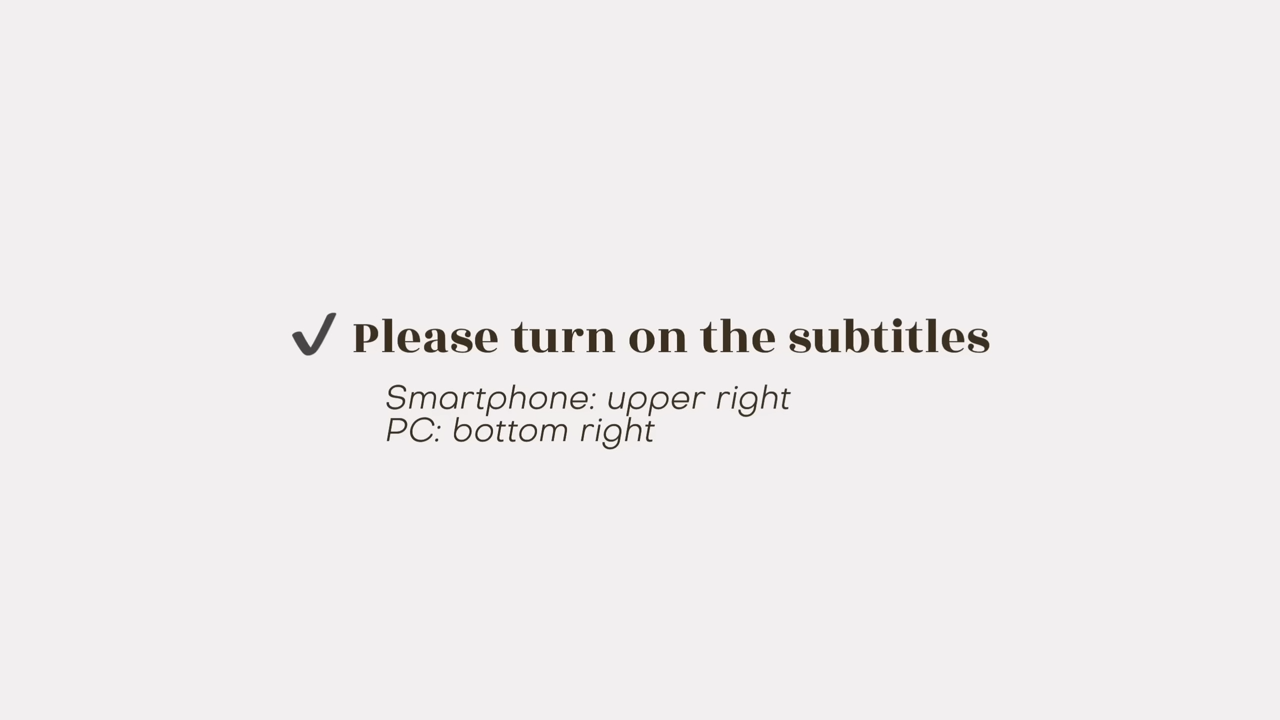 ✔ Please turn on the subtitles
Smartphone: upper right
PC: bottom right